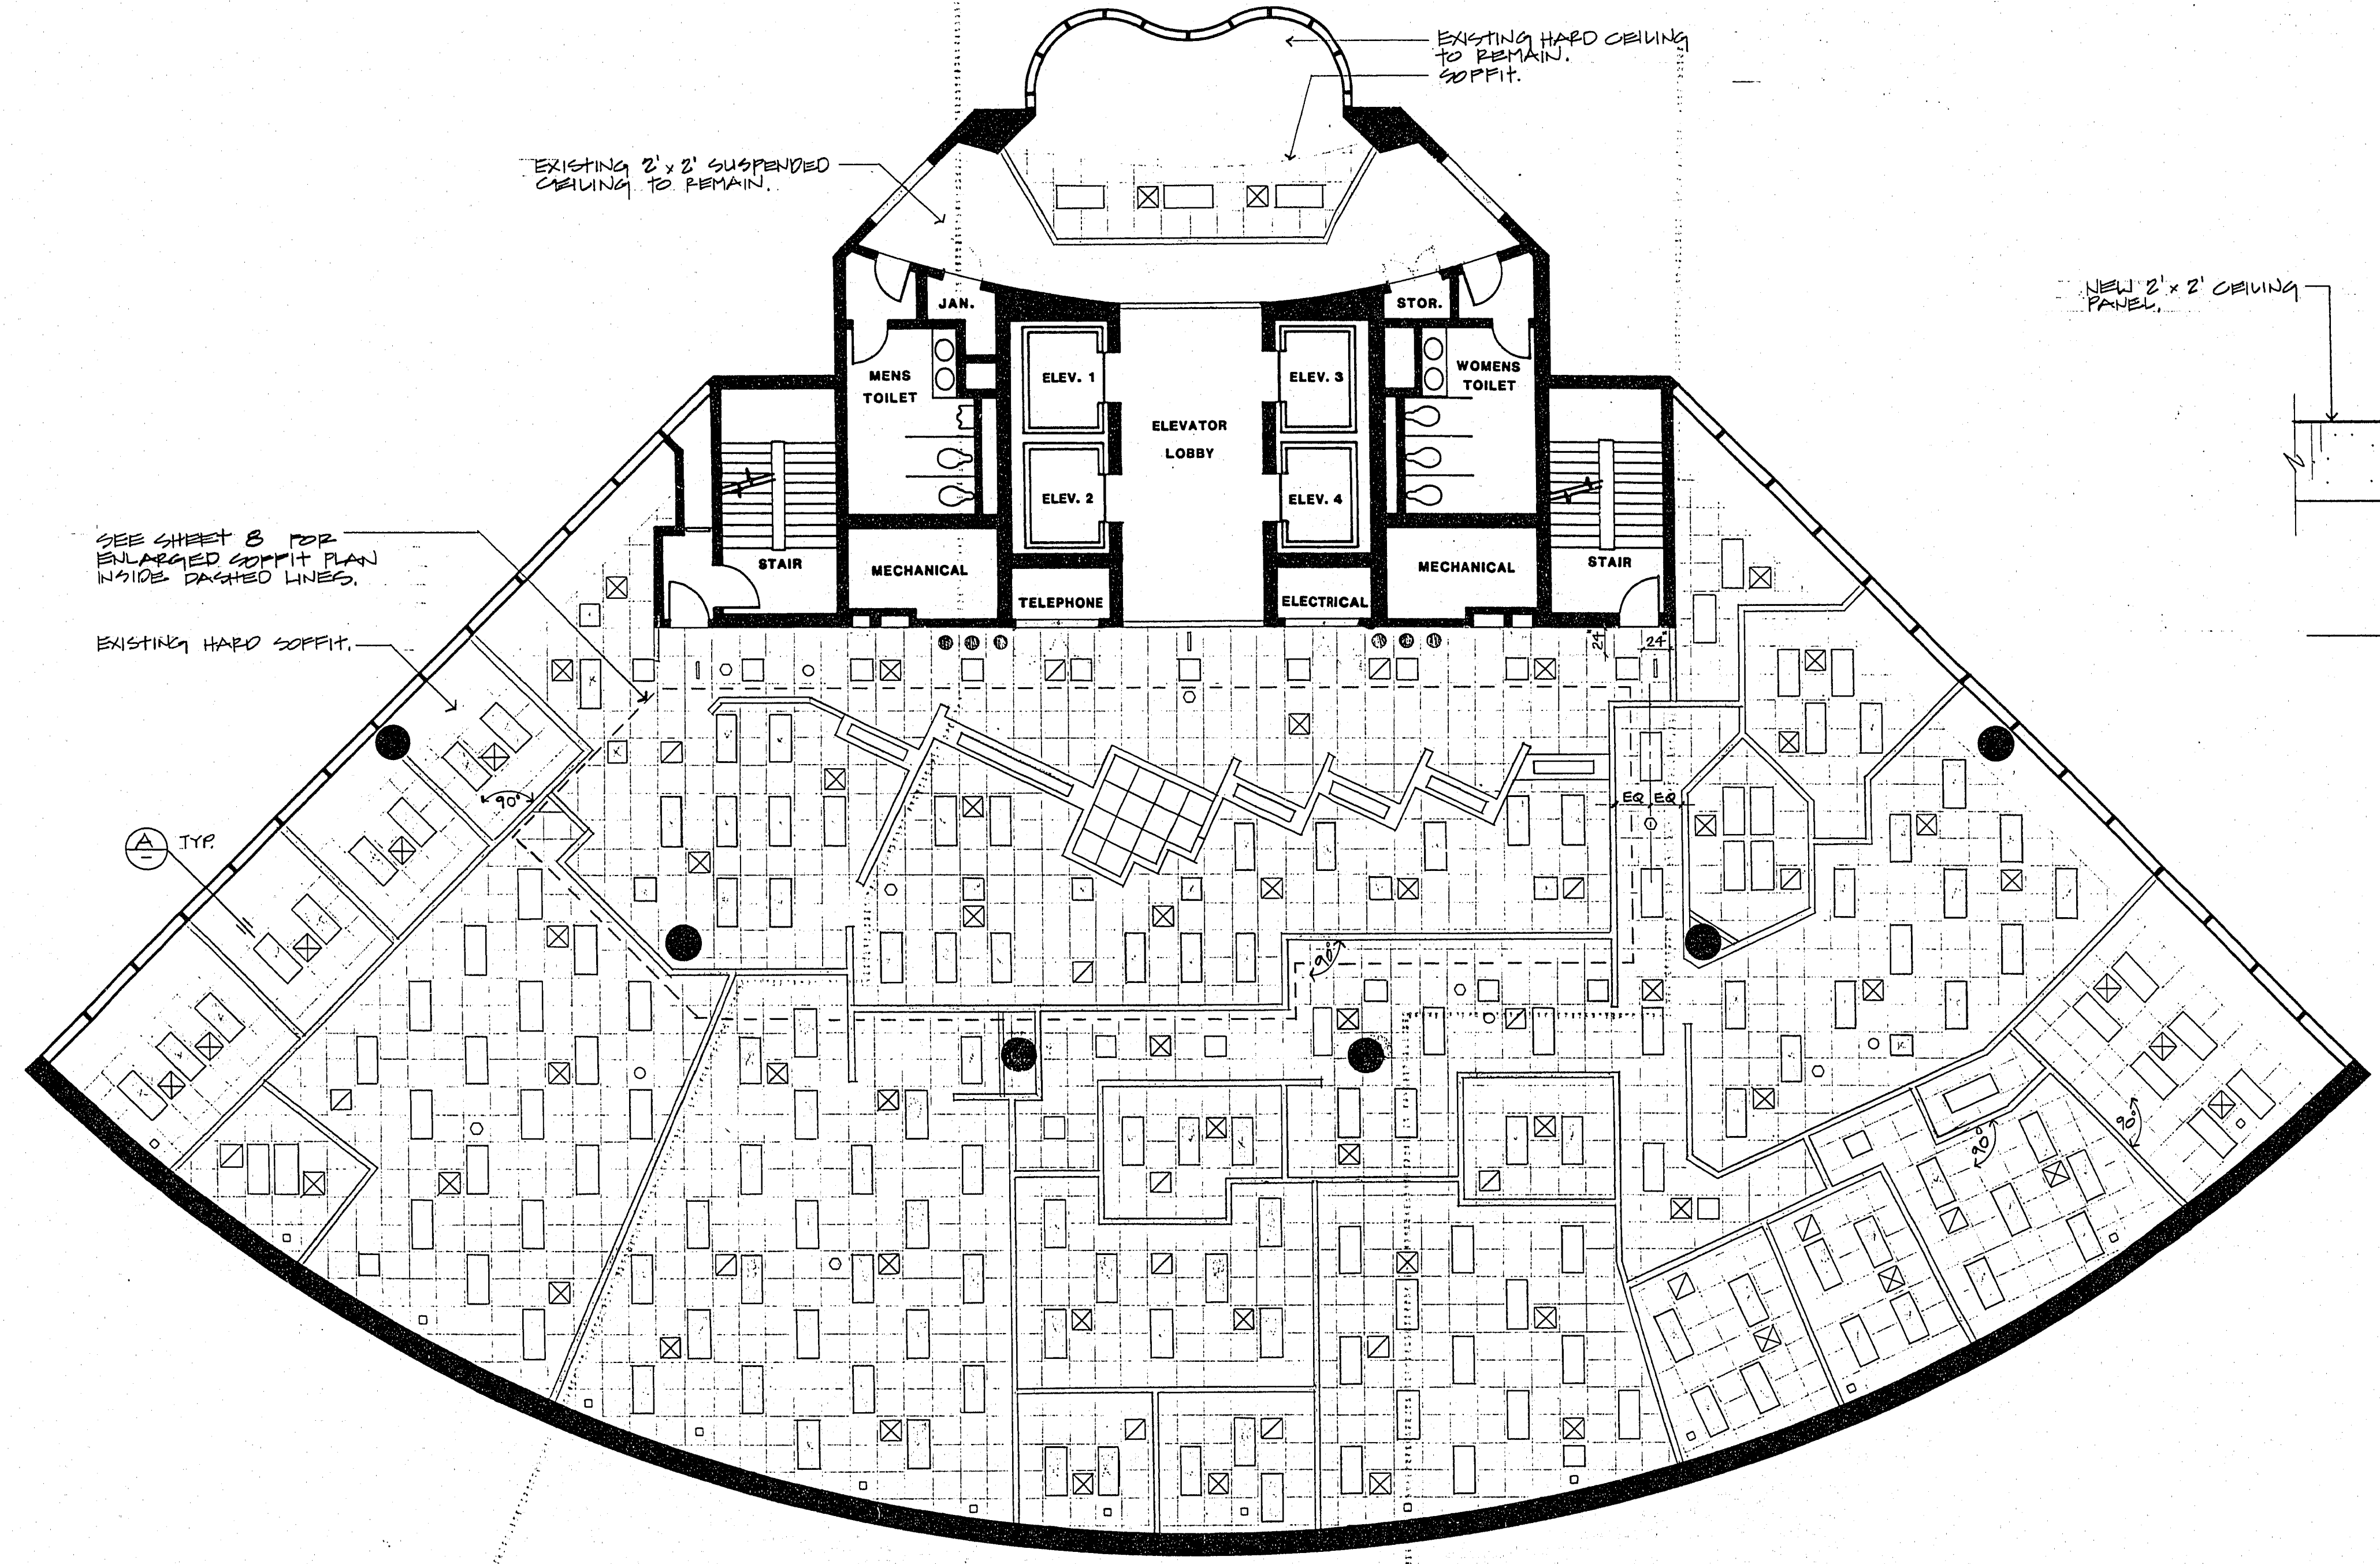 EXISTING HARD CEILING
TO REMAIN.
SOFFIT.
EXISTING 2' x 2' SUSPENDED
CEILING TO REMAIN.
NEW 2' x 2' CEILING
PANEL.
JAN.
STOR.
MENS
TOILET
ELEV. 1
ELEV. 3
WOMENS
TOILET
ELEVATOR
LOBBY
ELEV. 2
ELEV. 4
SEE SHEET 8 FOR
ENLARGED SOFFIT PLAN
INSIDE DASHED LINES.
STAIR
MECHANICAL
MECHANICAL
STAIR
TELEPHONE
ELECTRICAL
EXISTING HARD SOFFIT.
24"
24"
90°
EQ EQ
A
TYP.
90°
90°
90°